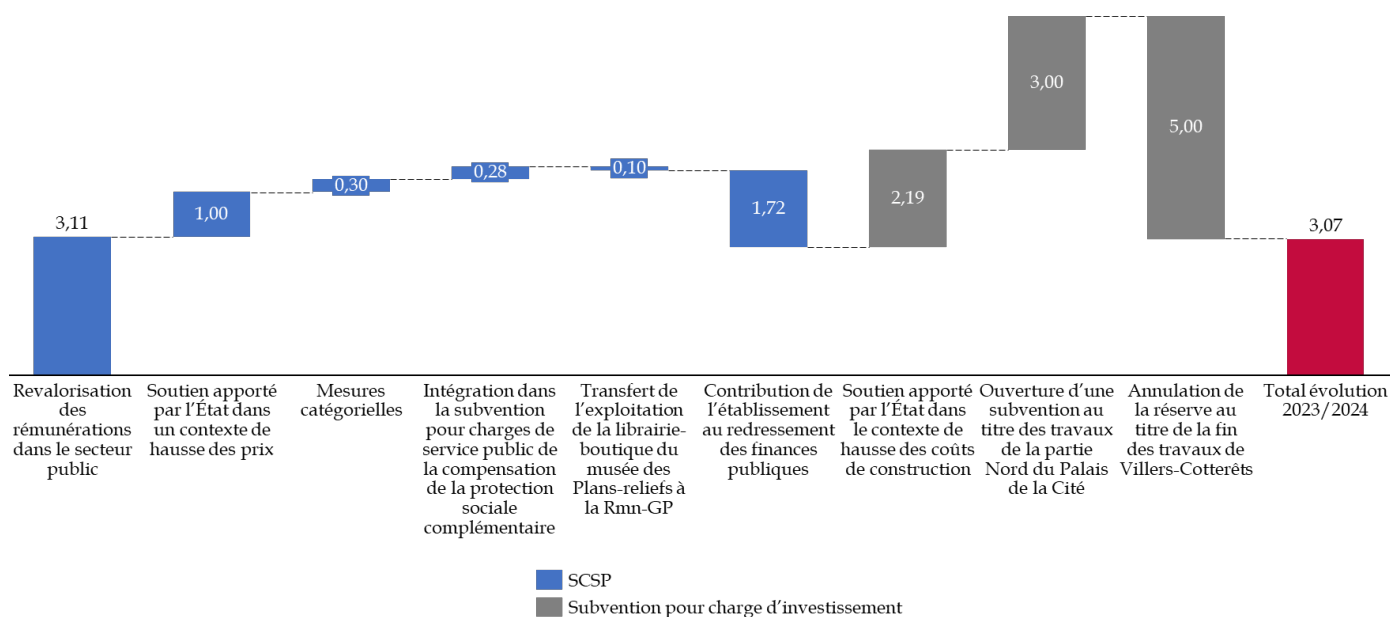 3,11
1,00
0,30
0,28
0,10
1,72
2,19
3,00
5,00
3,07
Revalorisation
des
rémunérations
dans le secteur
public
Soutien apporté
par l'État dans
un contexte de
hausse des prix
Mesures
catégorielles
Intégration dans
la subvention
pour charges de
service public de
la compensation
de la protection
sociale
complémentaire
Transfert de
l'exploitation
de la librairie-
boutique du
musée des
Plans-reliefs à
la Rmn-GP
Contribution de
l'établissement
au redressement
des finances
publiques
Soutien apporté
par l'État dans
le contexte de
hausse des coûts
de construction
Ouverture d'une
subvention au
titre des travaux
de la partie
Nord du Palais
de la Cité
Annulation de
la réserve au
titre de la fin
des travaux de
Villers-Cotterêts
Total évolution
2023/2024
SCSP
Subvention pour charge d'investissement